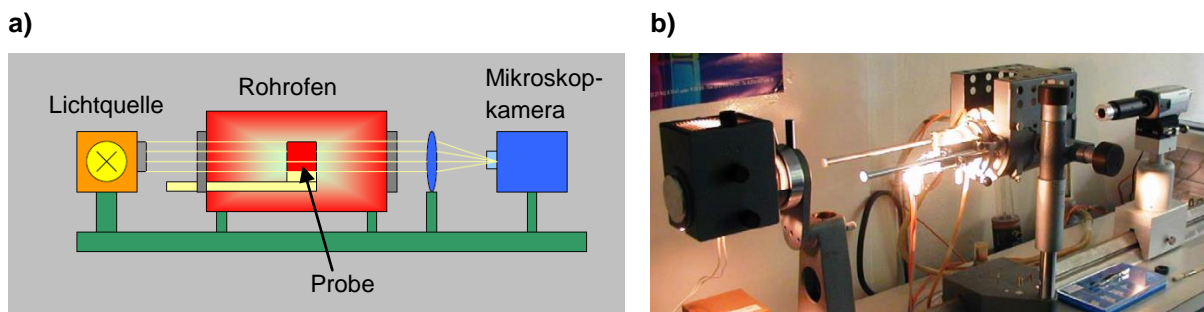 a)
b)
Lichtquelle
Rohrofen
Mikroskop-
kamera
Probe